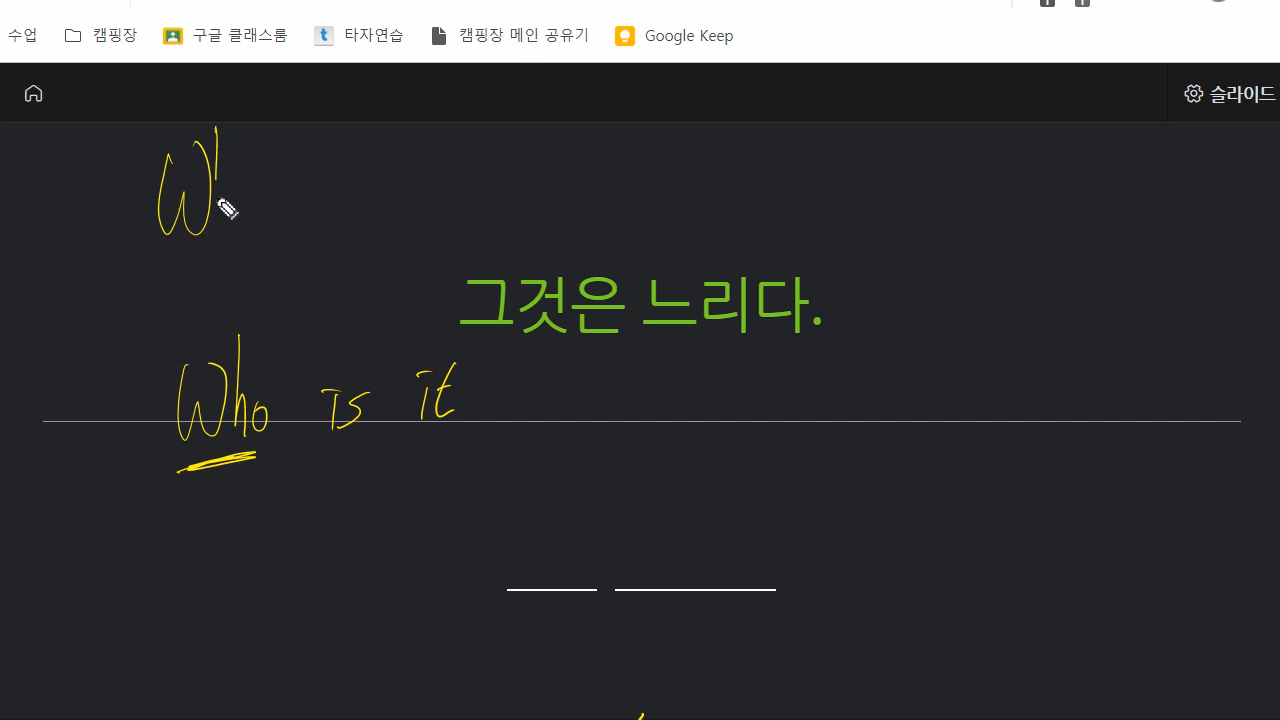 수업 캠핑장 구글 클래스룸 타자연습 캠핑장 메인 공유기 Google Keep
슬라이드
W
그것은 느리다.
Who is it